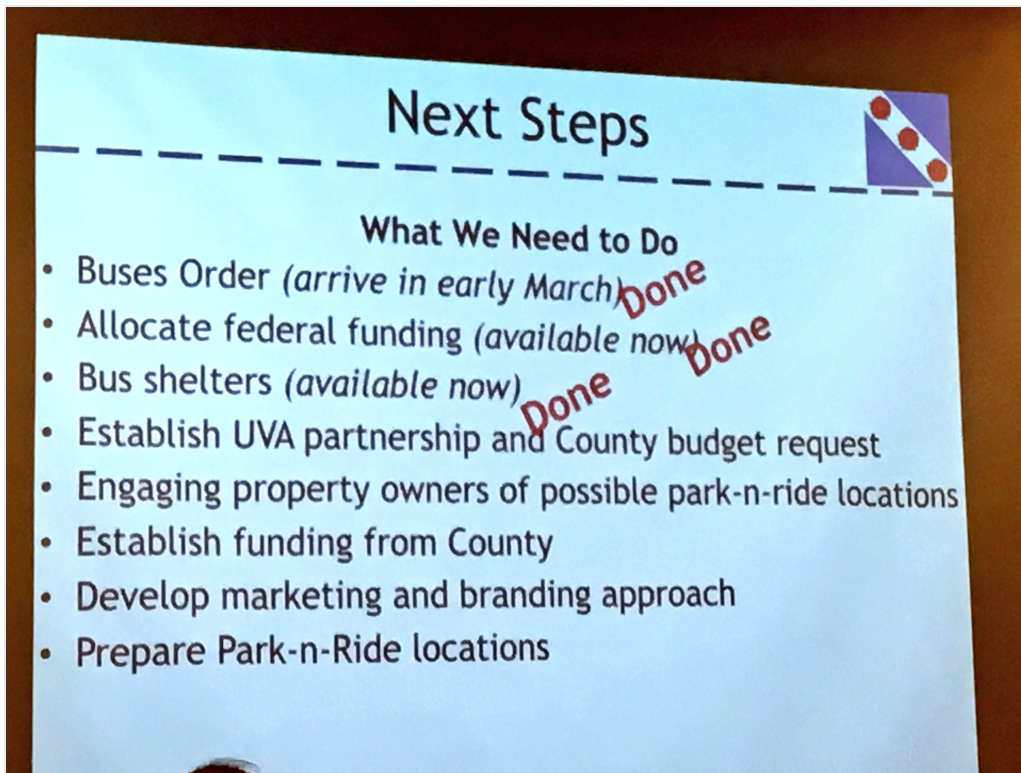 Next Steps
What We Need to Do
• Buses Order (arrive in early March) Done
• Allocate federal funding (available now) Done
• Bus shelters (available now) Done
• Establish UVA partnership and County budget request
• Engaging property owners of possible park-n-ride locations
• Establish funding from County
• Develop marketing and branding approach
• Prepare Park-n-Ride locations